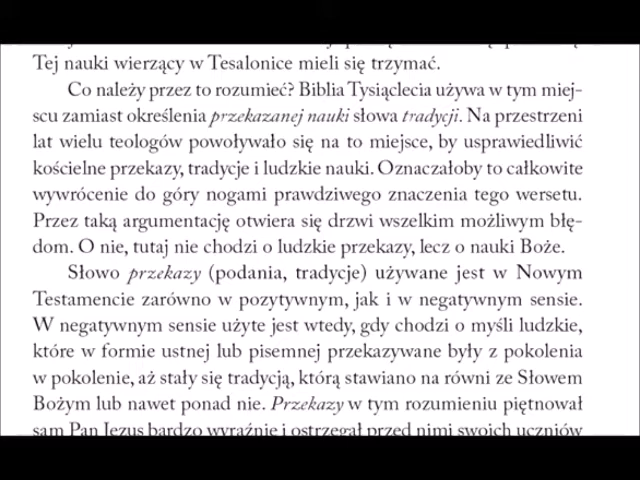 Tej nauki wierzący w Tesalonice mieli się trzymać.
Co należy przez to rozumieć? Biblia Tysiąclecia używa w tym miej-
scu zamiast określenia przekazanej nauki słowa tradycji. Na przestrzeni
lat wielu teologów powoływało się na to miejsce, by usprawiedliwić
kościelne przekazy, tradycje i ludzkie nauki. Oznaczałoby to całkowite
wywrócenie do góry nogami prawdziwego znaczenia tego wersetu.
Przez taką argumentację otwiera się drzwi wszelkim możliwym błę-
dom. O nie, tutaj nie chodzi o ludzkie przekazy, lecz o nauki Boże.
Słowo przekazy (podania, tradycje) używane jest w Nowym
Testamencie zarówno w pozytywnym, jak i w negatywnym sensie.
W negatywnym sensie użyte jest wtedy, gdy chodzi o myśli ludzkie,
które w formie ustnej lub pisemnej przekazywane były z pokolenia
w pokolenie, aż stały się tradycją, którą stawiano na równi ze Słowem
Bożym lub nawet ponad nie. Przekazy w tym rozumieniu piętnował
sam Pan Jezus bardzo wyraźnie i ostrzegał przed nimi swoich uczniów